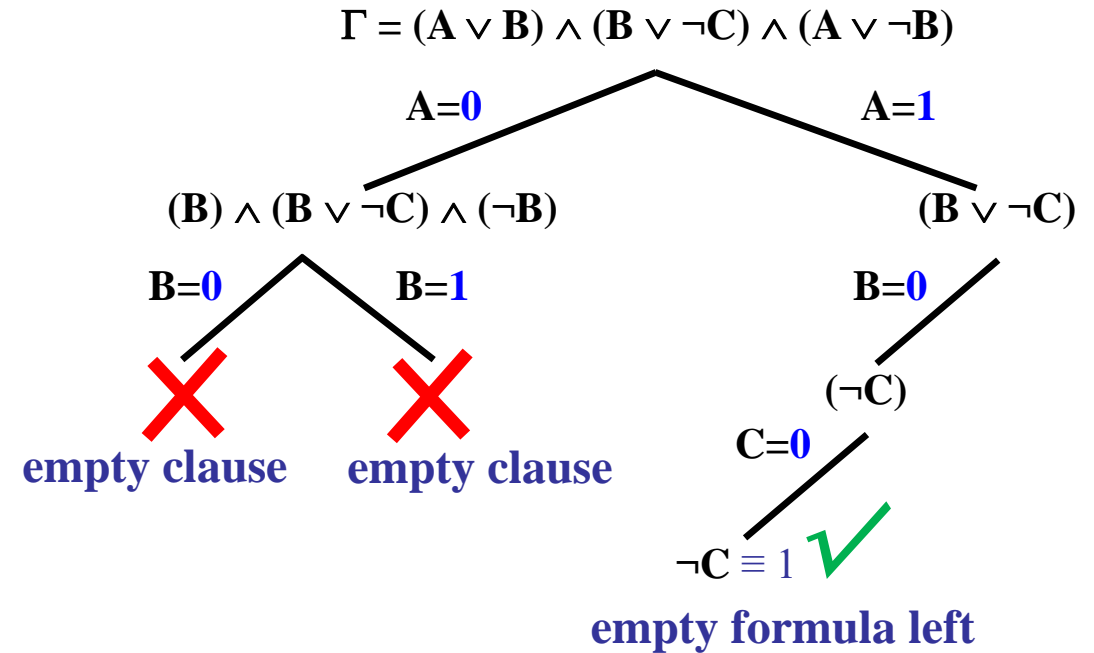 Γ = (A ∨ B) ∧ (B ∨ ¬C) ∧ (A ∨ ¬B)
A=0 A=1
(B) ∧ (B ∨ ¬C) ∧ (¬B) (B ∨ ¬C)
B=0 B=1 B=0
(¬C)
C=0
empty clause empty clause
¬C ≡ 1
empty formula left